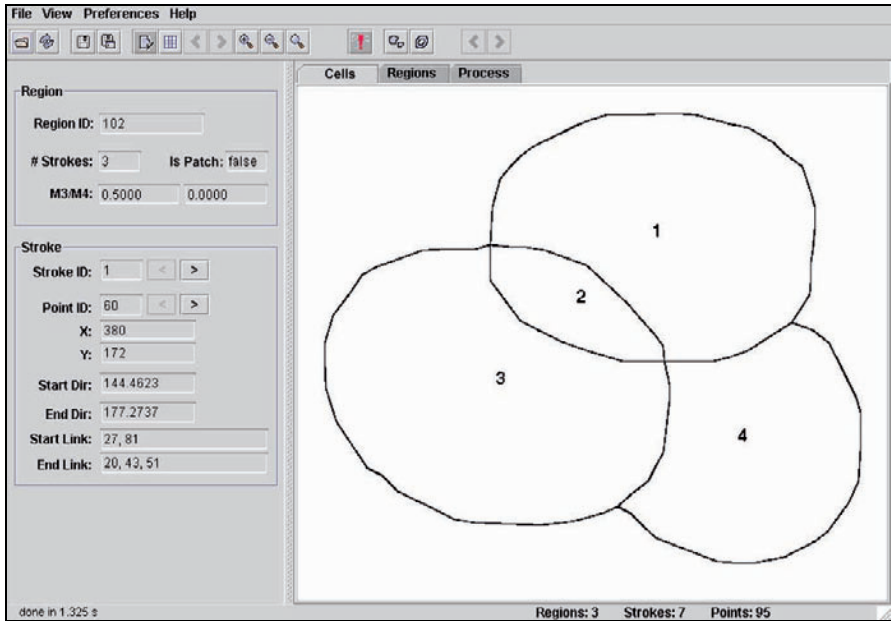 File View Preferences Help
Cells Regions Process
Region
Region ID: 102
# Strokes: 3 Is Patch: false
M3/M4: 0.5000 0.0000
Stroke
Stroke ID: 1 < >
Point ID: 60 < >
X: 380
Y: 172
Start Dir: 144.4623
End Dir: 177.2737
Start Link: 27, 81
End Link: 20, 43, 51
1
2
3
4
done in 1.325 s
Regions: 3 Strokes: 7 Points: 95